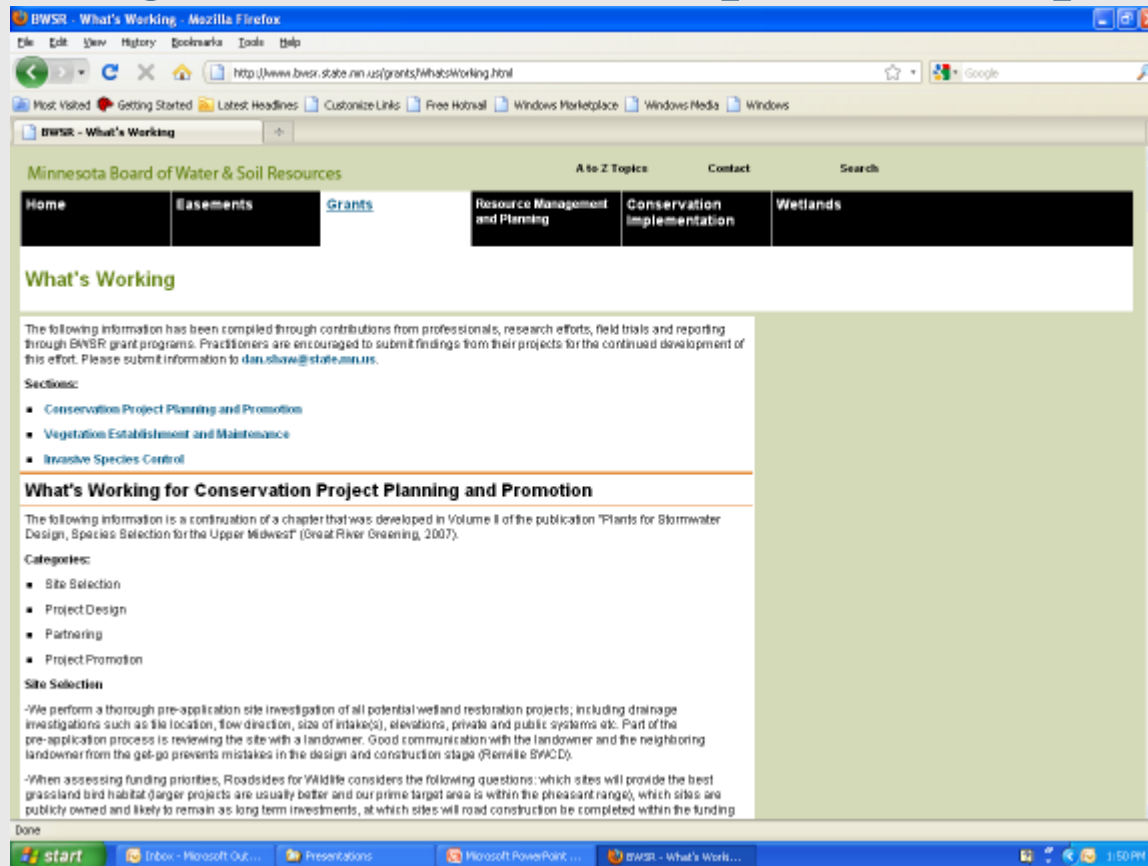 BWSR - What's Working - Mozilla Firefox
File Edit View History Bookmarks Tools Help
http://www.bwsr.state.mn.us/grants/WhatsWorking.html
Google
Most Visited Getting Started Latest Headlines Customize Links Free Hotmail Windows Marketplace Windows Media Windows
BWSR - What's Working
Minnesota Board of Water & Soil Resources A to Z Topics Contact Search
Home Easements Grants Resource Management and Planning Conservation Implementation Wetlands
What's Working
The following information has been compiled through contributions from professionals, research efforts, field trials and reporting
through BWSR grant programs. Practitioners are encouraged to submit findings from their projects for the continued development of
this effort. Please submit information to dan.shaw@state.mn.us.
Sections:
Conservation Project Planning and Promotion
Vegetation Establishment and Maintenance
Invasive Species Control
What's Working for Conservation Project Planning and Promotion
The following information is a continuation of a chapter that was developed in Volume II of the publication "Plants for Stormwater
Design, Species Selection for the Upper Midwest" (Great River Greening, 2007).
Categories:
Site Selection
Project Design
Partnering
Project Promotion
Site Selection
-We perform a thorough pre-application site investigation of all potential wetland restoration projects; including drainage
investigations such as tile location, flow direction, size of intake(s), elevations, private and public systems etc. Part of the
pre-application process is reviewing the site with a landowner. Good communication with the landowner and the neighboring
landowner from the get-go prevents mistakes in the design and construction stage (Renville SWCD).
-When assessing funding priorities, Roadsides for Wildlife considers the following questions: which sites will provide the best
grassland bird habitat (larger projects are usually better and our prime target area is within the pheasant range), which sites are
publicly owned and likely to remain as long term investments, at which sites will road construction be completed within the funding
Done
start Inbox - Microsoft Out... Presentations Microsoft PowerPoint ... BWSR - What's Work... 1:50 PM